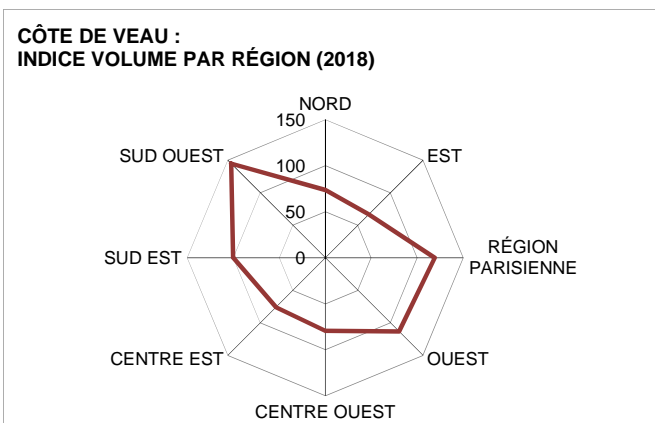 CÔTE DE VEAU :
INDICE VOLUME PAR RÉGION (2018)
NORD
150
SUD OUEST
EST
100
50
SUD EST
0
RÉGION
PARISIENNE
CENTRE EST
OUEST
CENTRE OUEST